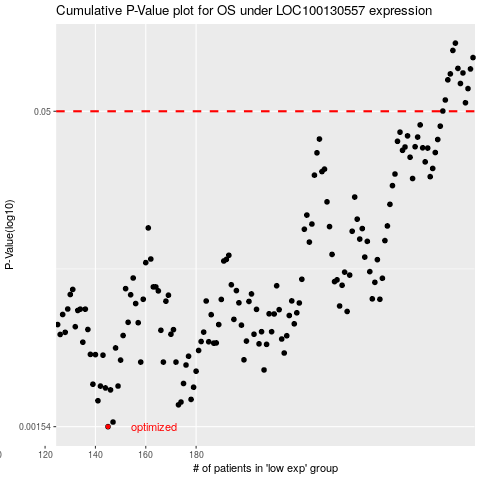 Cumulative P-Value plot for OS under LOC100130557 expression
P-Value(log10)
0.05
0.00154
optimized
0 120 140 160 180
# of patients in 'low exp' group